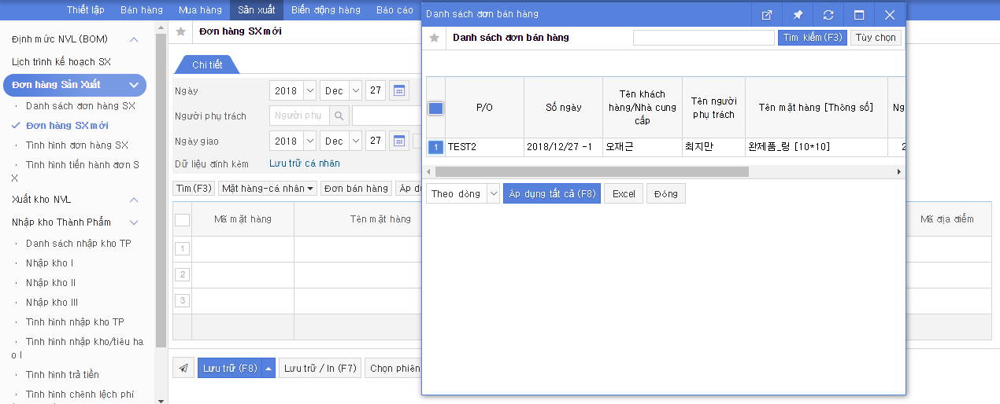 Thiết lập Bán hàng Mua hàng Sản xuất Biến động hàng Báo cáo
Định mức NVL (BOM)
Lịch trình kế hoạch SX
Đơn hàng Sản Xuất
· Danh sách đơn hàng SX
Đơn hàng SX mới
· Tình hình đơn hàng SX
· Tình hình tiến hành đơn S
X
Xuất kho NVL
Nhập kho Thành Phẩm
· Danh sách nhập kho TP
· Nhập kho I
· Nhập kho II
· Nhập kho III
· Tình hình nhập kho TP
· Tình hình nhập kho/tiêu ha
o I
· Tình hình trả tiền
· Tình hình chênh lệch phí
Đơn hàng SX mới
Chi tiết
Ngày 2018 Dec 27
Người phụ trách Người phụ
Ngày giao 2018 Dec 27
Dữ liệu đính kèm Lưu trữ cá nhân
Tìm (F3) Mặt hàng-cá nhân Đơn bán hàng Áp dụ
Mã mặt hàng Tên mặt hàng Mã địa điểm
1
2
3
Lưu trữ (F8) Lưu trữ / In (F7) Chọn phiên
Danh sách đơn bán hàng
Danh sách đơn bán hàng Tìm kiếm(F3) Tùy chọn
P/O Số ngày Tên khách
hàng/Nhà cung
cấp Tên người
phụ trách Tên mặt hàng [Thông số] Ng
1 TEST2 2018/12/27 -1 오재근 최지만 완제품_링 [10*10] 2
Theo dòng Áp dụng tất cả (F8) Excel Đóng